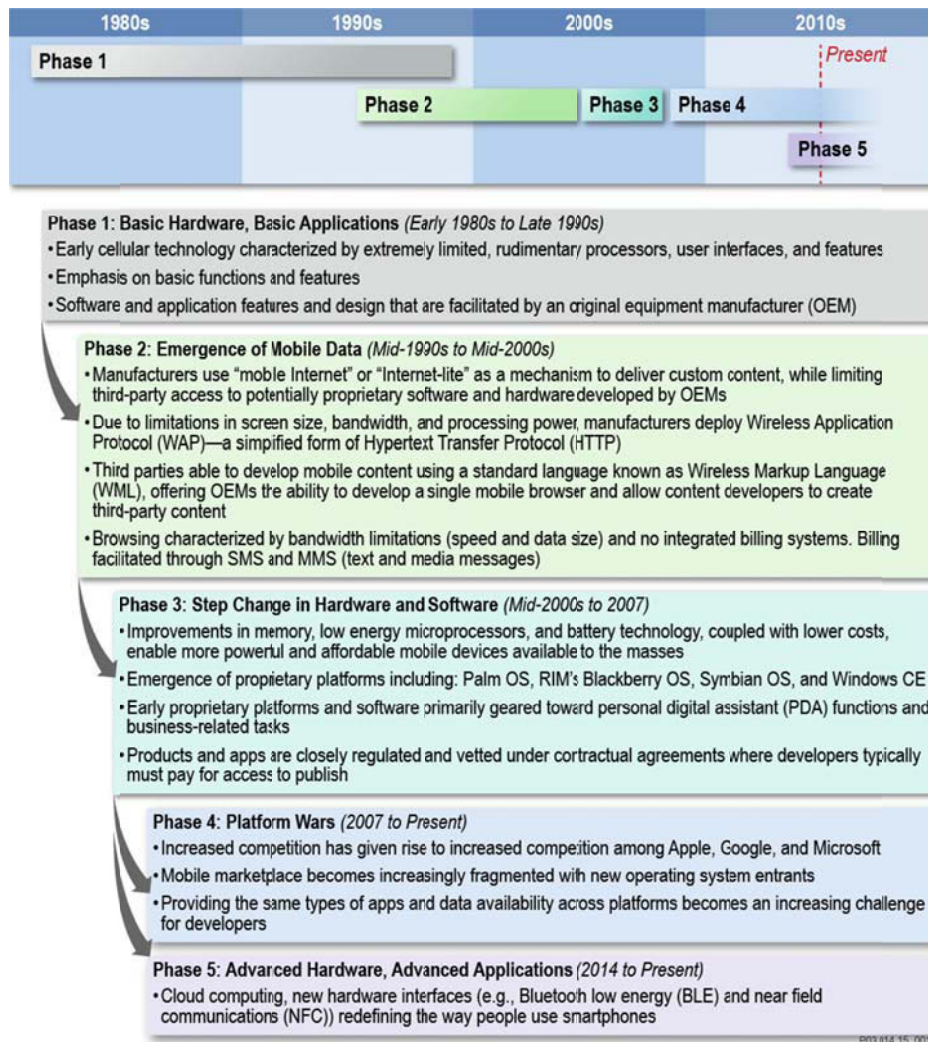 1980s 1990s 2000s 2010s
Present
Phase 1
Phase 2 Phase 3 Phase 4
Phase 5
Phase 1: Basic Hardware, Basic Applications (Early 1980s to Late 1990s)
• Early cellular technology characterized by extremely limited, rudimentary processors, user interfaces, and features
• Emphasis on basic functions and features
• Software and application features and design that are facilitated by an original equipment manufacturer (OEM)
Phase 2: Emergence of Mobile Data (Mid-1990s to Mid-2000s)
• Manufacturers use “moble Internet” or “Internet-lite” as a mechanism to deliver custom content, while limiting
third-party access to potentially proprietary software and hardware developed by OEMs
• Due to limitations in screen size, bandwidth, and processing power, manufacturers deploy Wireless Application
Protocol (WAP)—a simpified form of Hypertext Transfer Protocol (HTTP)
• Third parties able to develop mobile content using a standard language known as Wireless Markup Language
(WML), offering OEMs the ability to develop a single mobile browser and allow content developers to create
third-party content
• Browsing characterized by bandwidth limitations (speed and data size) and no integrated billing systems. Billing
facilitated through SMS and MMS (text and media messages)
Phase 3: Step Change in Hardware and Software (Mid-2000s to 2007)
• Improvements in memory, low energy microprocessors, and battery technology, coupled with lower costs,
enable more powerful and affordable mobile devices available to the masses
• Emergence of propietary platforms including: Palm OS, RIM's Blackberry OS, Symbian OS, and Windows CE
• Early proprietary platforms and software primarily geared toward personal digital assistant (PDA) functions and
business-related tasks
• Products and apps are closely regulated and vetted under contractual agreements where developers typically
must pay for access to publish
Phase 4: Platform Wars (2007 to Present)
• Increased competition has given rise to increased competition among Apple, Google, and Microsoft
• Mobile marketplace becomes increasingly fragmented with new operating system entrants
• Providing the same types of apps and data availability across platforms becomes an increasing challenge
for developers
Phase 5: Advanced Hardware, Advanced Applications (2014 to Present)
• Cloud computing, new hardware interfaces (e.g., Bluetooth low energy (BLE) and near field
communications (NFC)) redefining the way people use smartphones